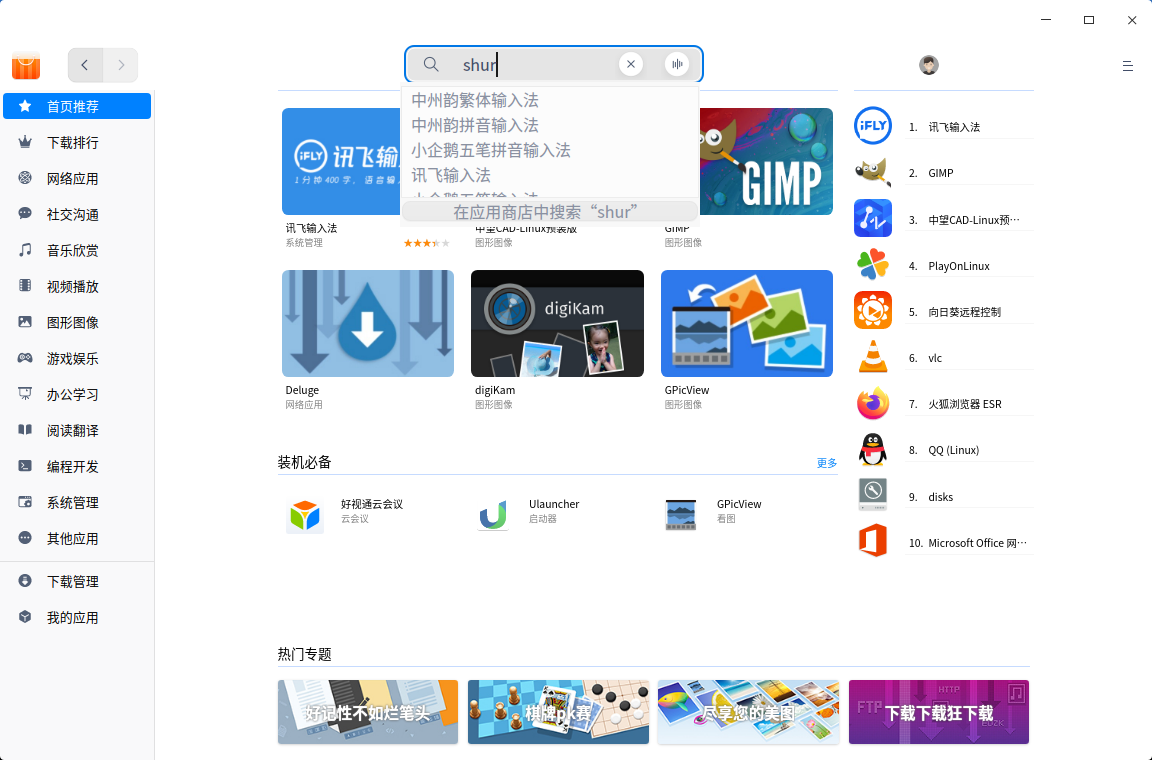 shur
中州韵繁体输入法
中州韵拼音输入法
小企鹅五笔拼音输入法
讯飞输入法
在应用商店中搜索“shur”
首页推荐
下载排行
网络应用
社交沟通
音乐欣赏
视频播放
图形图像
游戏娱乐
办公学习
阅读翻译
编程开发
系统管理
其他应用
下载管理
我的应用
iFLY 讯飞输
1分钟 400 字，语音输入
GIMP
讯飞输入法
系统管理
中望CAD-Linux预装版
图形图像
GIMP
图形图像
digiKam
Deluge
网络应用
digiKam
图形图像
GPicView
图形图像
装机必备
更多
好视通云会议
云会议
Ulauncher
启动器
GPicView
看图
iFLY
1. 讯飞输入法
2. GIMP
3. 中望CAD-Linux预···
4. PlayOnLinux
5. 向日葵远程控制
6. vlc
7. 火狐浏览器 ESR
8. QQ (Linux)
9. disks
10. Microsoft Office 网···
热门专题
好记性不如烂笔头
棋牌pk赛
尽享您的美图
HTTP
FTP
下载下载狂下载
ED2K